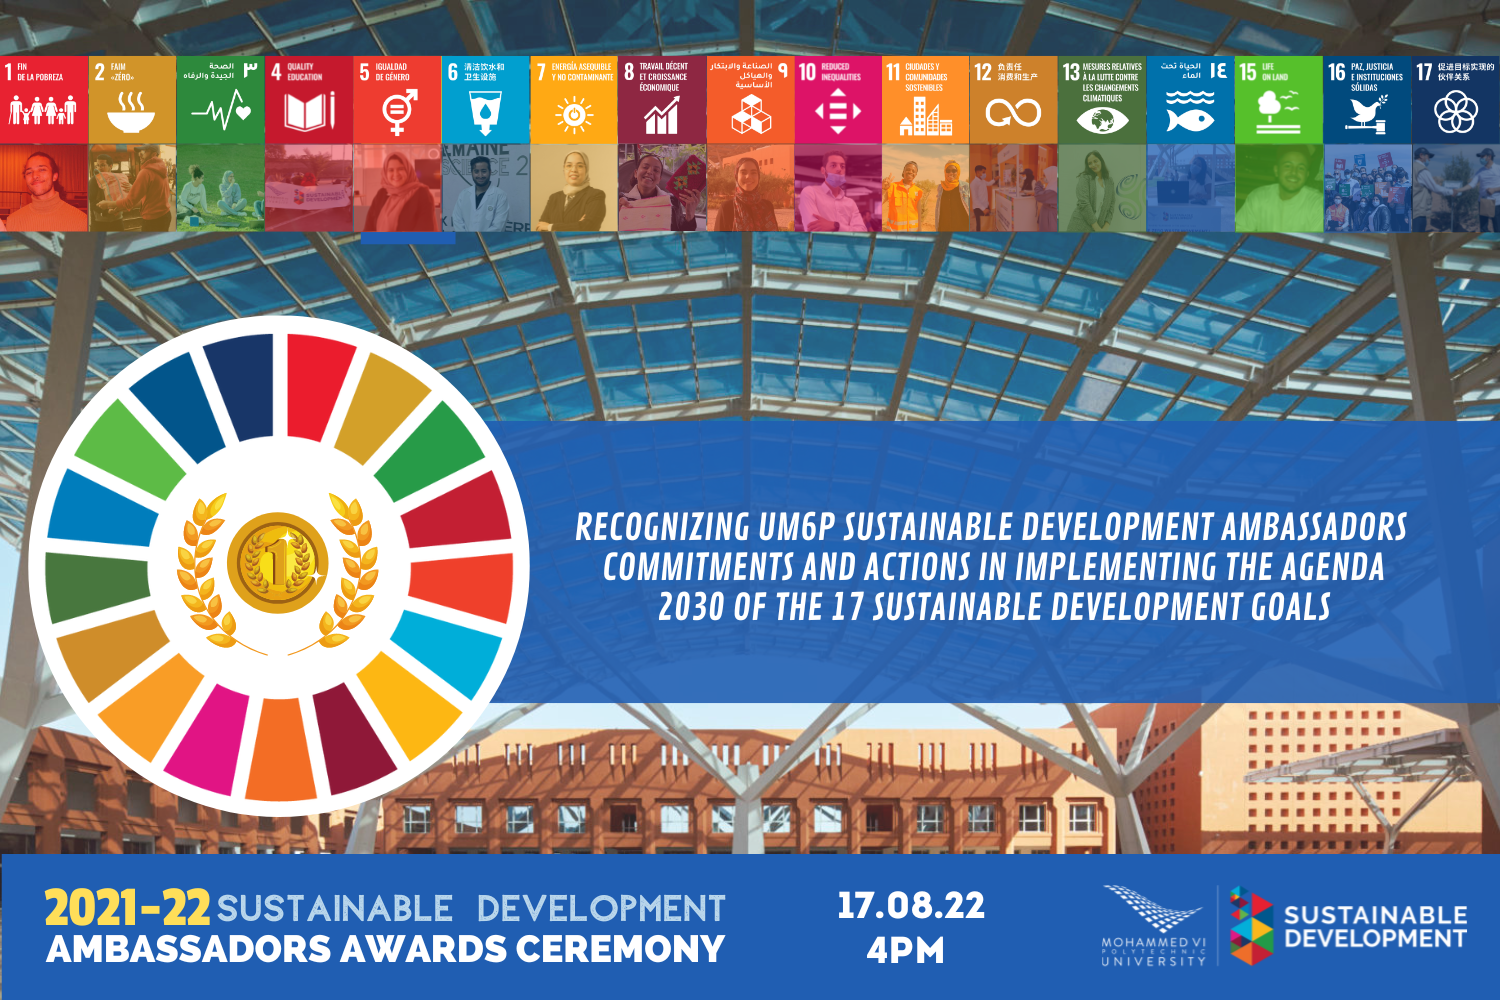 1 FIN
DE LA POBREZA
2 FAIM
«ZÉRO»
٣ الصحة
الجيدة والرفاه
4 QUALITY
EDUCATION
5 IGUALDAD
DE GÉNERO
6 清洁饮水和
卫生设施
7 ENERGÍA ASEQUIBLE
Y NO CONTAMINANTE
8 TRAVAIL DÉCENT
ET CROISSANCE
ÉCONOMIQUE
٩ الصناعة والابتكار
والهياكل
الأساسية
10 REDUCED
INEQUALITIES
11 CIUDADES Y
COMUNIDADES
SOSTENIBLES
12 负责任
消费和生产
13 MESURES RELATIVES
À LA LUTTE CONTRE
LES CHANGEMENTS
CLIMATIQUES
١٤ الحياة تحت
الماء
15 LIFE
ON LAND
16 PAZ, JUSTICIA
E INSTITUCIONES
SÓLIDAS
17 促进目标实现的
伙伴关系
SUSTAINABLE
DEVELOPMENT
RECOGNIZING UM6P SUSTAINABLE DEVELOPMENT AMBASSADORS
COMMITMENTS AND ACTIONS IN IMPLEMENTING THE AGENDA
2030 OF THE 17 SUSTAINABLE DEVELOPMENT GOALS
1
2021-22 SUSTAINABLE DEVELOPMENT
AMBASSADORS AWARDS CEREMONY
17.08.22
4PM
MOHAMMED VI
POLYTECHNIC
UNIVERSITY
SUSTAINABLE
DEVELOPMENT